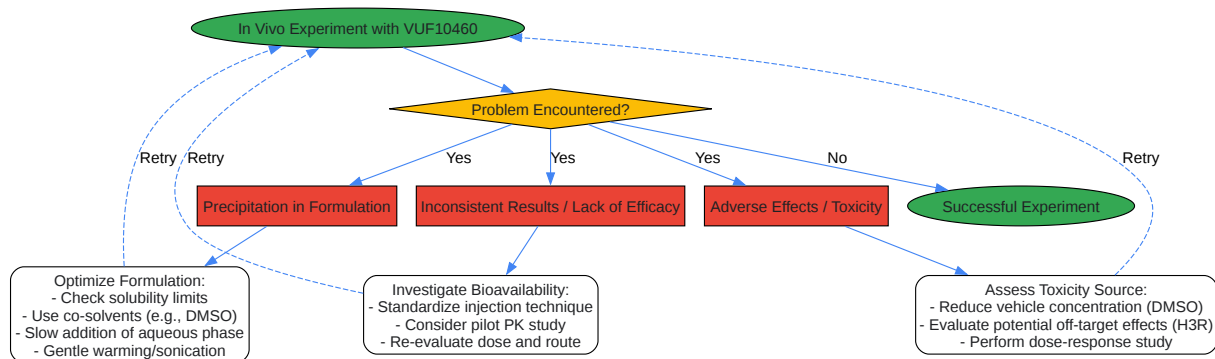 In Vivo Experiment with VUF10460
Problem Encountered?
Retry
Retry
Yes
Yes
Yes
No
Retry
Precipitation in Formulation
Inconsistent Results / Lack of Efficacy
Adverse Effects / Toxicity
Successful Experiment
Optimize Formulation:
- Check solubility limits
- Use co-solvents (e.g., DMSO)
- Slow addition of aqueous phase
- Gentle warming/sonication
Investigate Bioavailability:
- Standardize injection technique
- Consider pilot PK study
- Re-evaluate dose and route
Assess Toxicity Source:
- Reduce vehicle concentration (DMSO)
- Evaluate potential off-target effects (H3R)
- Perform dose-response study